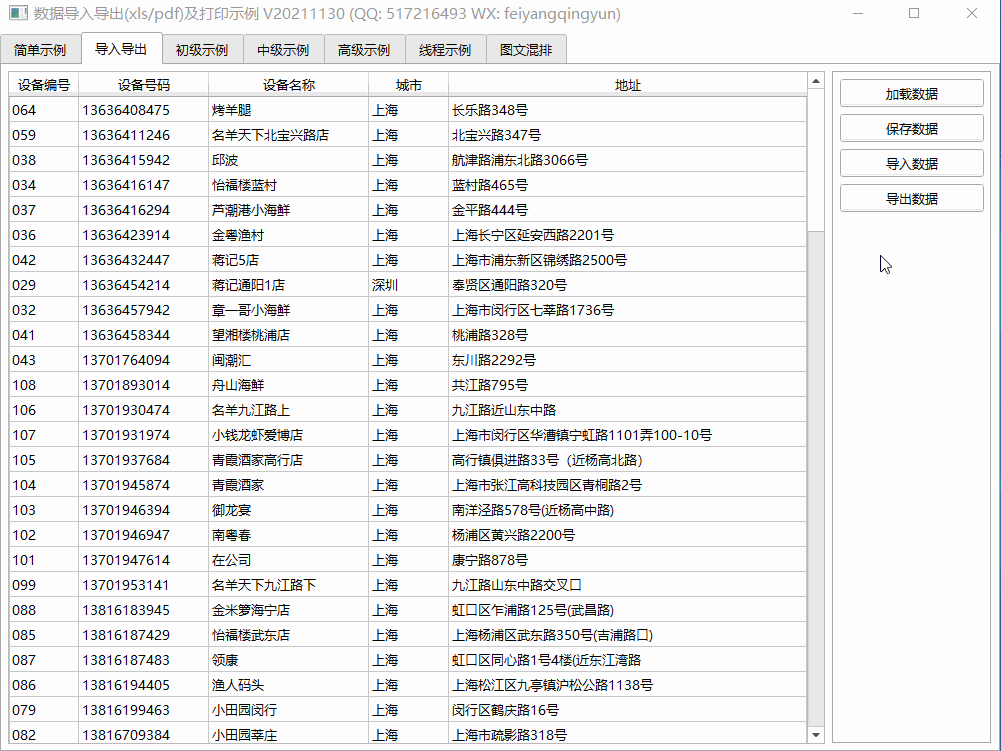 数据导入导出(xls/pdf)及打印示例 V20211130 (QQ: 517216493 WX: feiyangqingyun)
简单示例 导入导出 初级示例 中级示例 高级示例 线程示例 图文混排
设备编号 设备号码 设备名称 城市 地址
064 13636408475 烤羊腿 上海 长乐路348号
059 13636411246 名羊天下北宝兴路店 上海 北宝兴路347号
038 13636415942 邱波 上海 航津路浦东北路3066号
034 13636416147 怡福楼蓝村 上海 蓝村路465号
037 13636416294 芦潮港小海鲜 上海 金平路444号
036 13636423914 金粤渔村 上海 上海长宁区延安西路2201号
042 13636432447 蒋记5店 上海 上海市浦东新区锦绣路2500号
029 13636454214 蒋记通阳1店 深圳 奉贤区通阳路320号
032 13636457942 章一哥小海鲜 上海 上海市闵行区七莘路1736号
041 13636458344 望湘楼桃浦店 上海 桃浦路328号
043 13701764094 闽潮汇 上海 东川路2292号
108 13701893014 舟山海鲜 上海 共江路795号
106 13701930474 名羊九江路上 上海 九江路近山东中路
107 13701931974 小钱龙虾爱博店 上海 上海市闵行区华漕镇宁虹路1101弄100-10号
105 13701937684 青霞酒家高行店 上海 高行镇俱进路33号（近杨高北路）
104 13701945874 青霞酒家 上海 上海市张江高科技园区青桐路2号
103 13701946394 御龙宴 上海 南洋泾路578号(近杨高中路)
102 13701946947 南粤春 上海 杨浦区黄兴路2200号
101 13701947614 在公司 上海 康宁路878号
099 13701953141 名羊天下九江路下 上海 九江路山东中路交叉口
088 13816183945 金米箩海宁店 上海 虹口区乍浦路125号(武昌路)
085 13816187429 怡福楼武东店 上海 上海杨浦区武东路350号(吉浦路口)
087 13816187483 领康 上海 虹口区同心路1号4楼(近东江湾路
086 13816194405 渔人码头 上海 上海松江区九亭镇沪松公路1138号
079 13816199463 小田园闵行 上海 闵行区鹤庆路16号
082 13816709384 小田园莘庄 上海 上海市疏影路318号
加载数据
保存数据
导入数据
导出数据